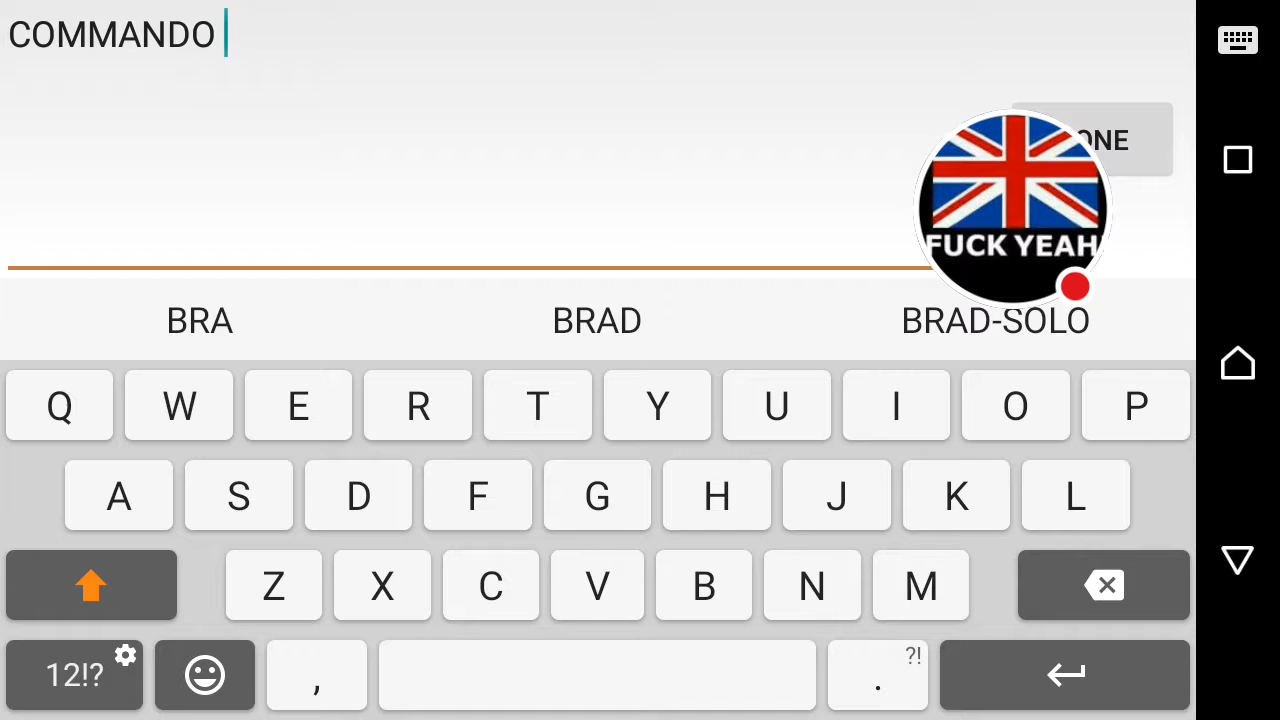 COMMANDO
ONE
FUCK YEAH
BRA BRAD BRAD-SOLO
Q W E R T Y U I O P
A S D F G H J K L
Z X C V B N M
12!? , . ?!